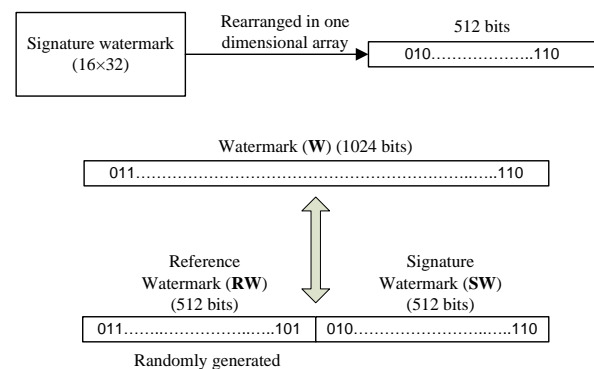 Signature watermark
(16×32)
Rearranged in one
dimensional array
512 bits
010………………..110
Watermark (W) (1024 bits)
011…………………………………………………………..…..110
Reference
Watermark (RW)
(512 bits)
Signature
Watermark (SW)
(512 bits)
011……..……………..…..101
010……………………..…..110
Randomly generated